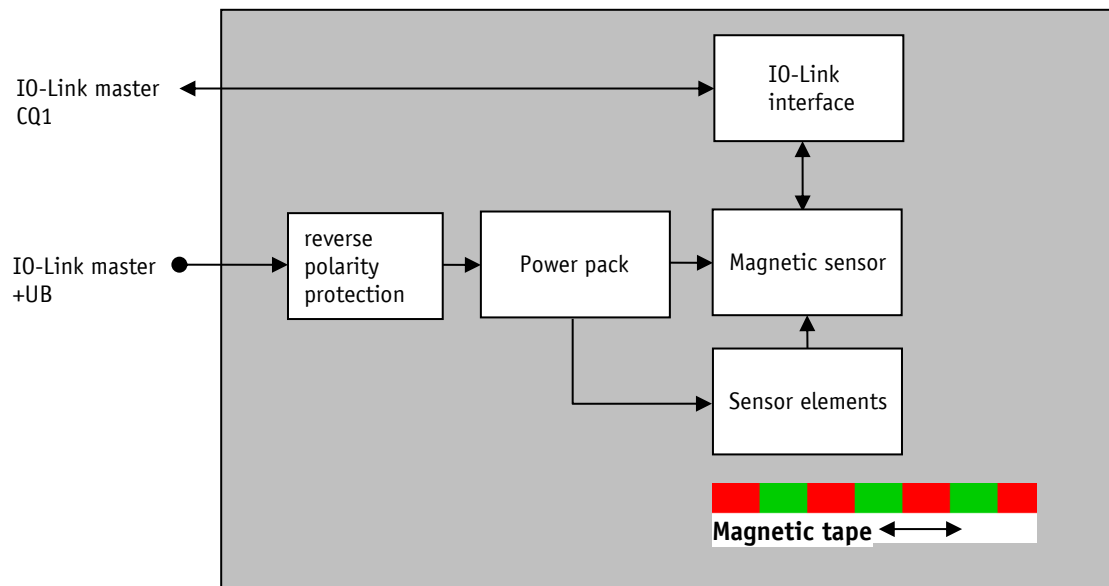 IO-Link master
CQ1
IO-Link
interface
IO-Link master
+UB
reverse
polarity
protection
Power pack
Magnetic sensor
Sensor elements
Magnetic tape